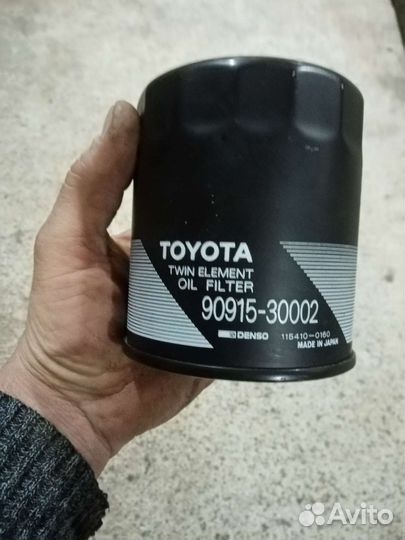 TOYOTA
TWIN ELEMENT
OIL FILTER
90915-30002
DENSO 115410-0160
MADE IN JAPAN
Avito